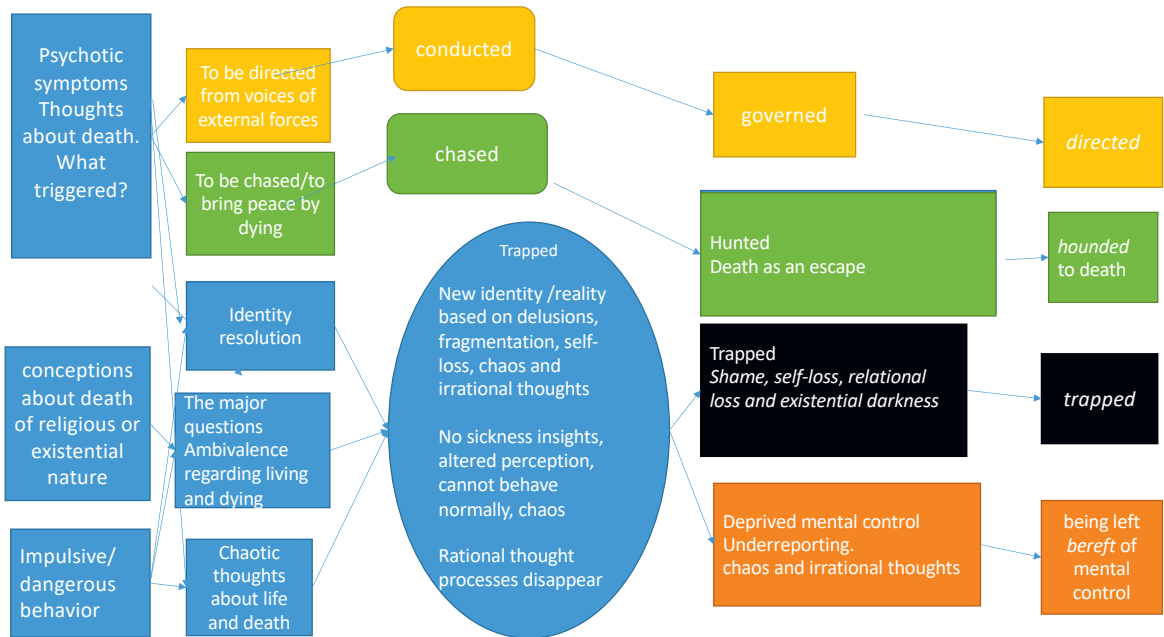 Psychotic
symptoms
Thoughts
about death.
What
triggered?
conceptions
about death
of religious or
existential
nature
Impulsive/
dangerous
behavior
To be directed
from voices of
external forces
To be chased/to
bring peace by
dying
Identity
resolution
The major
questions
Ambivalence
regarding living
and dying
Chaotic
thoughts
about life
and death
conducted
chased
Trapped
New identity /reality
based on delusions,
fragmentation, self-
loss, chaos and
irrational thoughts
No sickness insights,
altered perception,
cannot behave
normally, chaos
Rational thought
processes disappear
governed
Hunted
Death as an escape
Trapped
Shame, self-loss, relational
loss and existential darkness
Deprived mental control
Underreporting.
chaos and irrational thoughts
directed
hounded
to death
trapped
being left
bereft of
mental
control